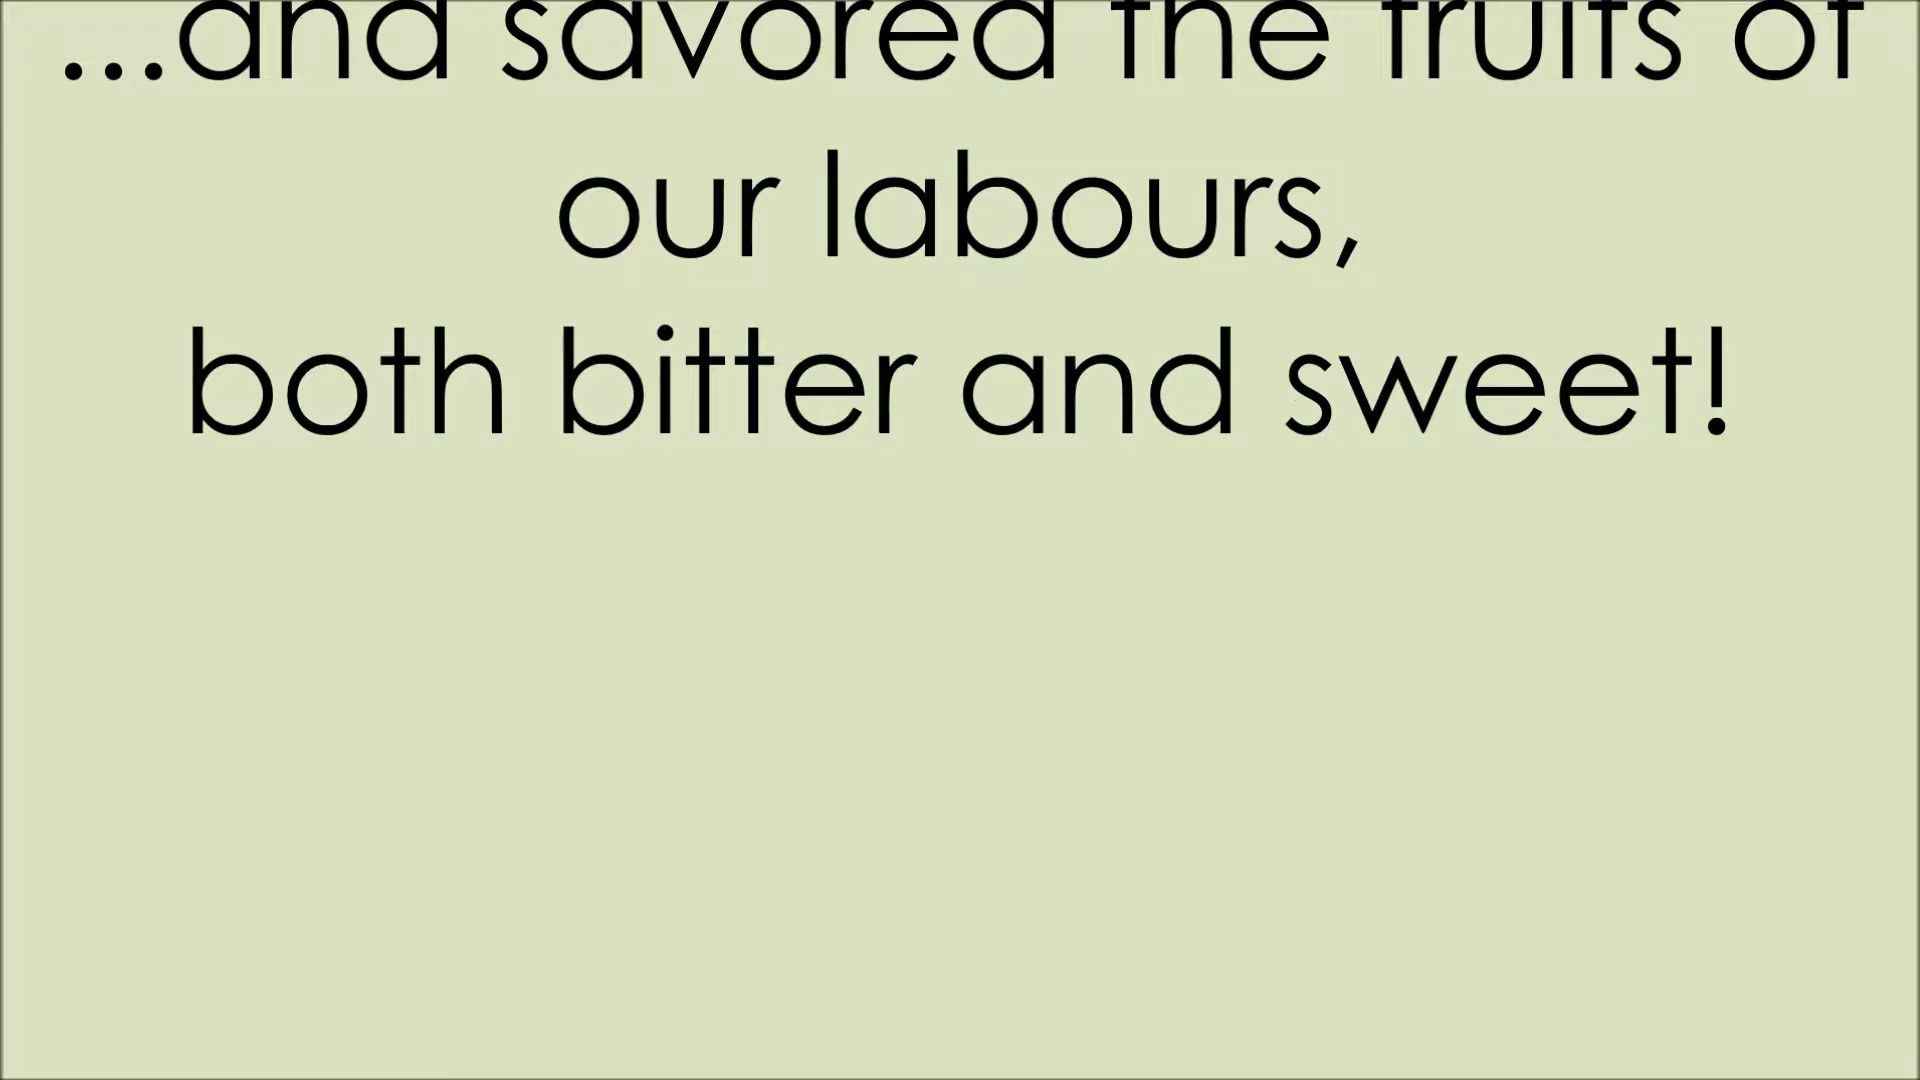 ...and savored the fruits of
our labours,
both bitter and sweet!